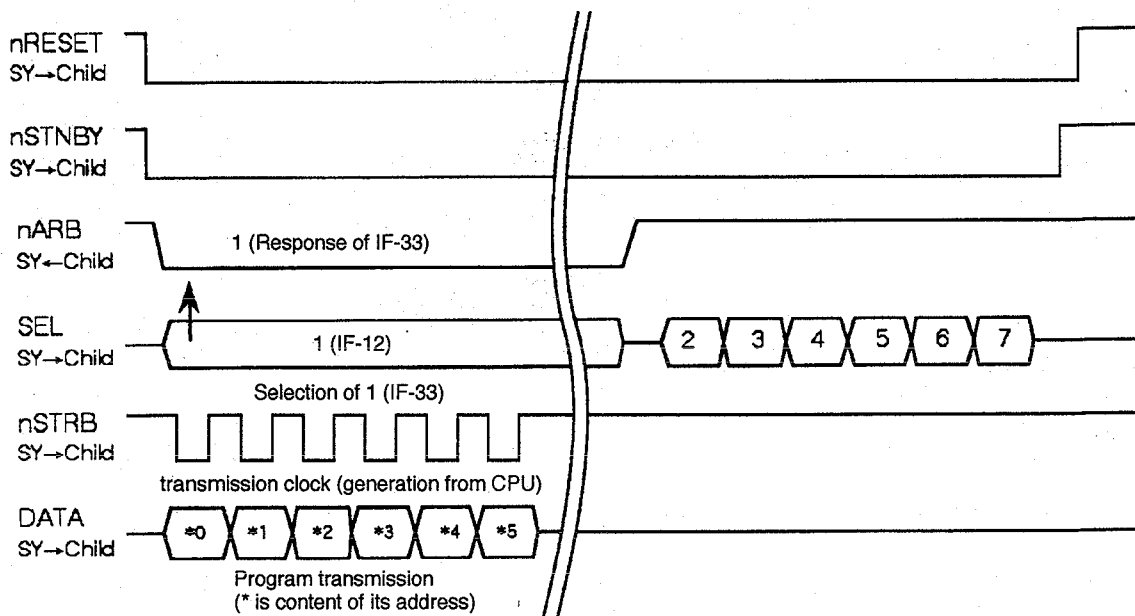 nRESET
SY→Child
nSTNBY
SY→Child
nARB
SY←Child
1 (Response of IF-33)
SEL
SY→Child
1 (IF-12)
2 3 4 5 6 7
Selection of 1 (IF-33)
nSTRB
SY→Child
transmission clock (generation from CPU)
DATA
SY→Child
*0 *1 *2 *3 *4 *5
Program transmission
(* is content of its address)